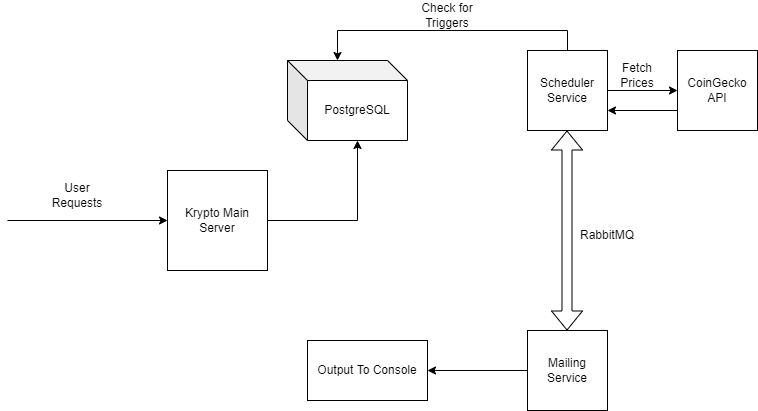 Check for
Triggers
Scheduler
Service
Fetch
Prices
CoinGecko
API
PostgreSQL
User
Requests
Krypto Main
Server
RabbitMQ
Output To Console
Mailing
Service